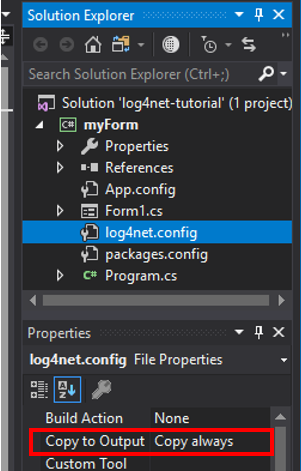 Solution Explorer
Search Solution Explorer (Ctrl+;)
Solution 'log4net-tutorial' (1 project)
C# myForm
Properties
References
App.config
Form1.cs
log4net.config
packages.config
C# Program.cs
Properties
log4net.config File Properties
Build Action None
Copy to Output Copy always
Custom Tool